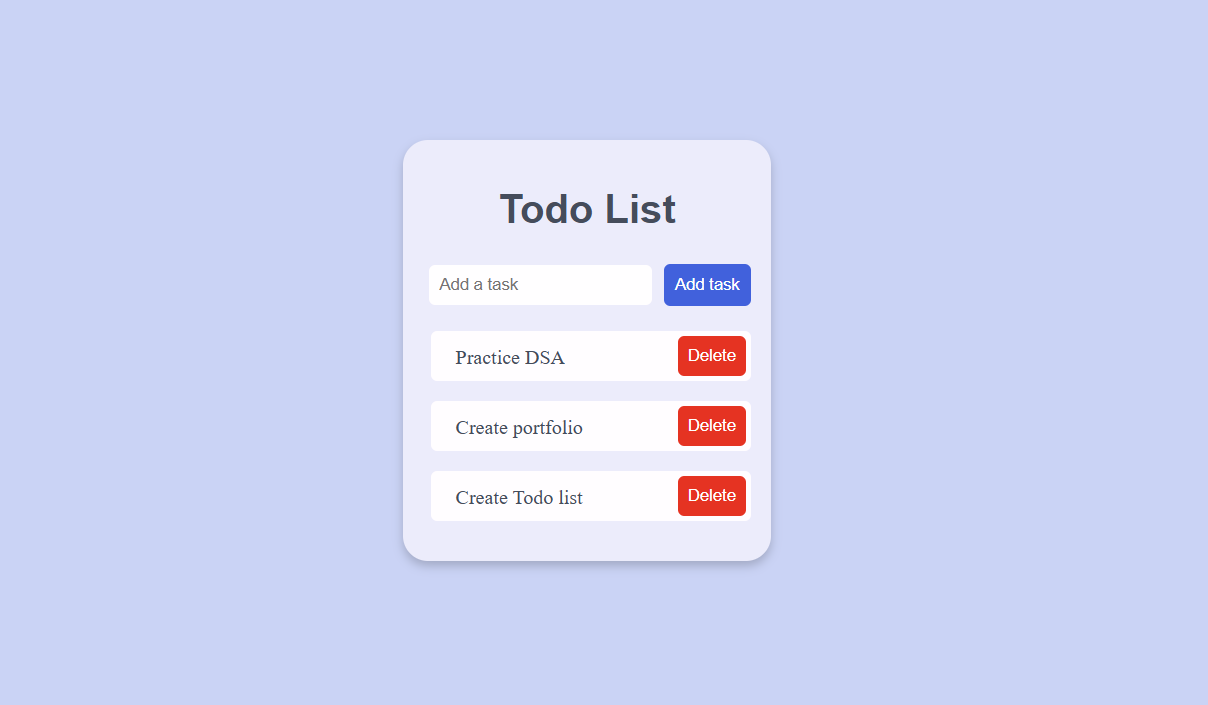 Todo List
Add a task
Add task
Practice DSA
Delete
Create portfolio
Delete
Create Todo list
Delete